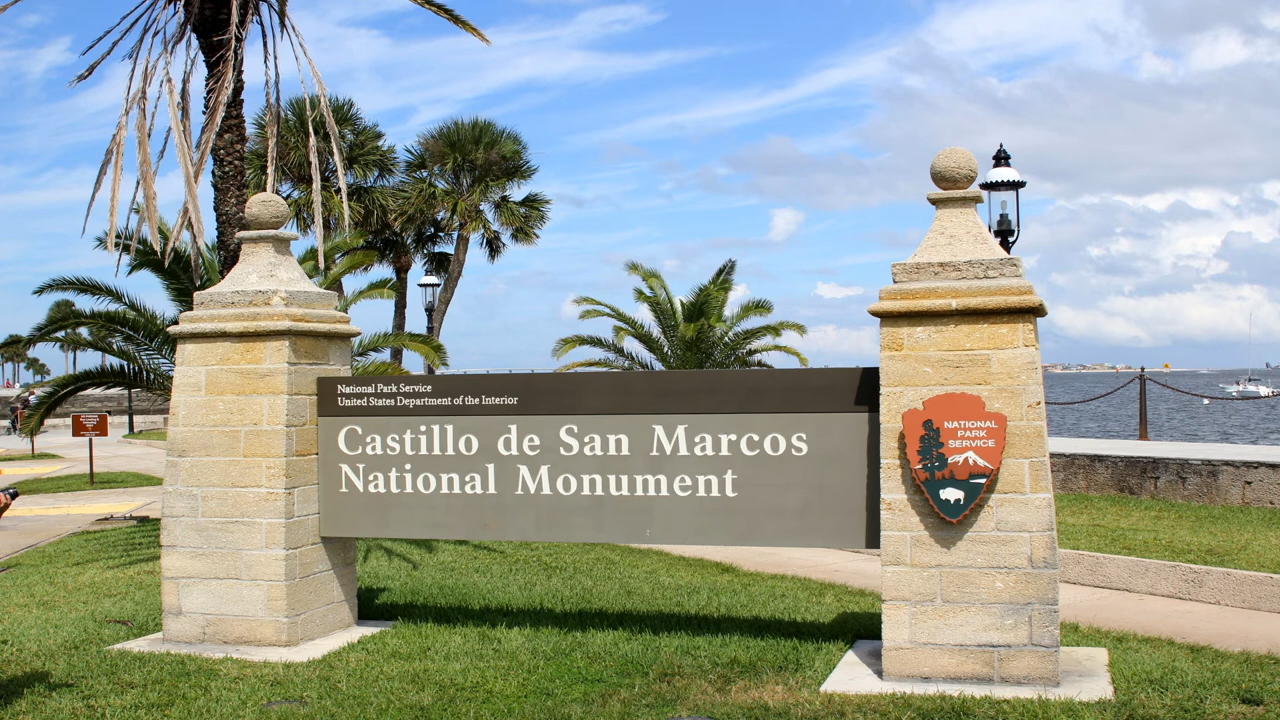 National Park Service
United States Department of the Interior
Castillo de San Marcos
National Monument
NATIONAL
PARK
SERVICE